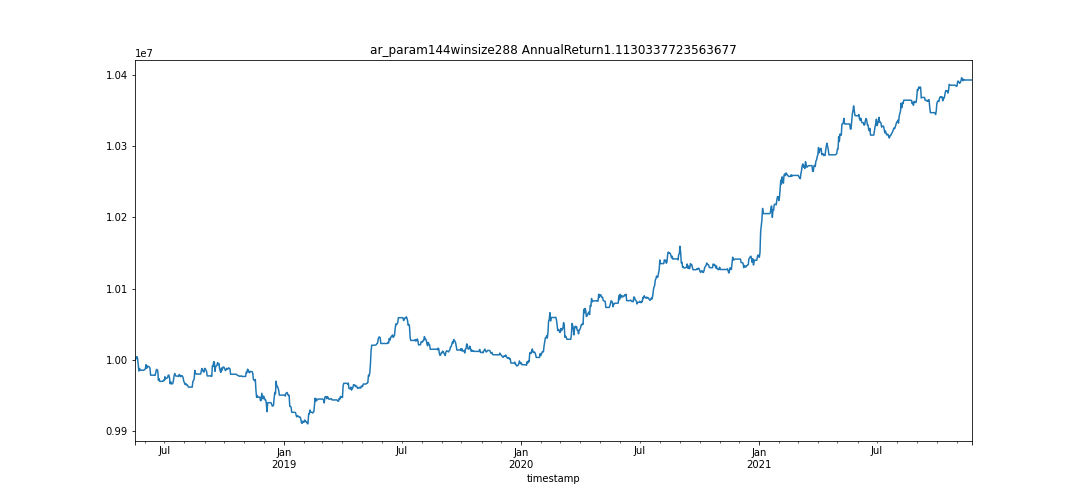 ar_param144winsize288 AnnualReturn1.1130337723563677
1e7
1.04
1.03
1.02
1.01
1.00
0.99
Jul
Jan
2019
Jul
Jan
2020
Jul
Jan
2021
Jul
timestamp